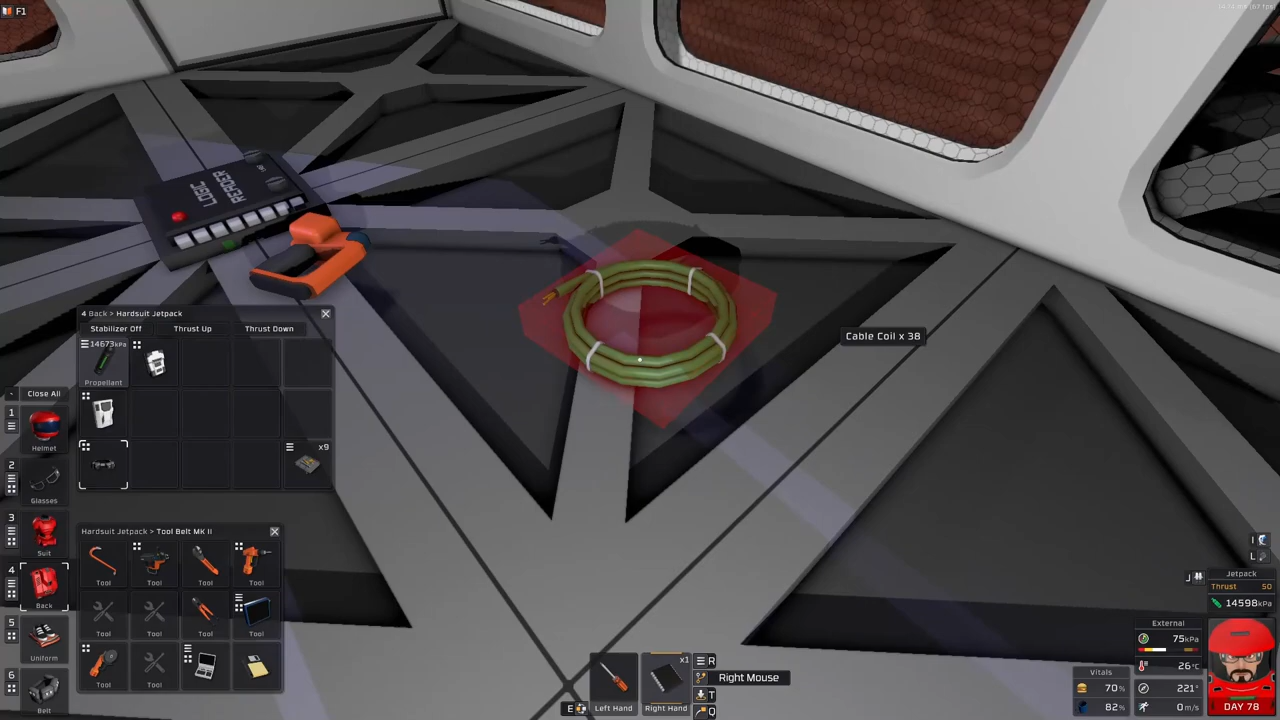 F1
LOGIC
READER
Cable Coil x 38
4 Back > Hardsuit Jetpack
Stabilizer Off Thrust Up Thrust Down
14673kPa
Propellant
x9
Close All
1
Helmet
2
Glasses
3
Suit
4
Back
5
Uniform
6
Belt
Hardsuit Jetpack > Tool Belt MK II
Tool Tool Tool Tool
Tool Tool Tool Tool
Tool Tool Tool Tool
E
Left Hand
x1
Right Hand
R
T
Q
Right Mouse
I
L
J
Jetpack
Thrust 50
14598kPa
External
75kPa
26°C
Vitals
70%
82%
221°
0m/s
DAY 78